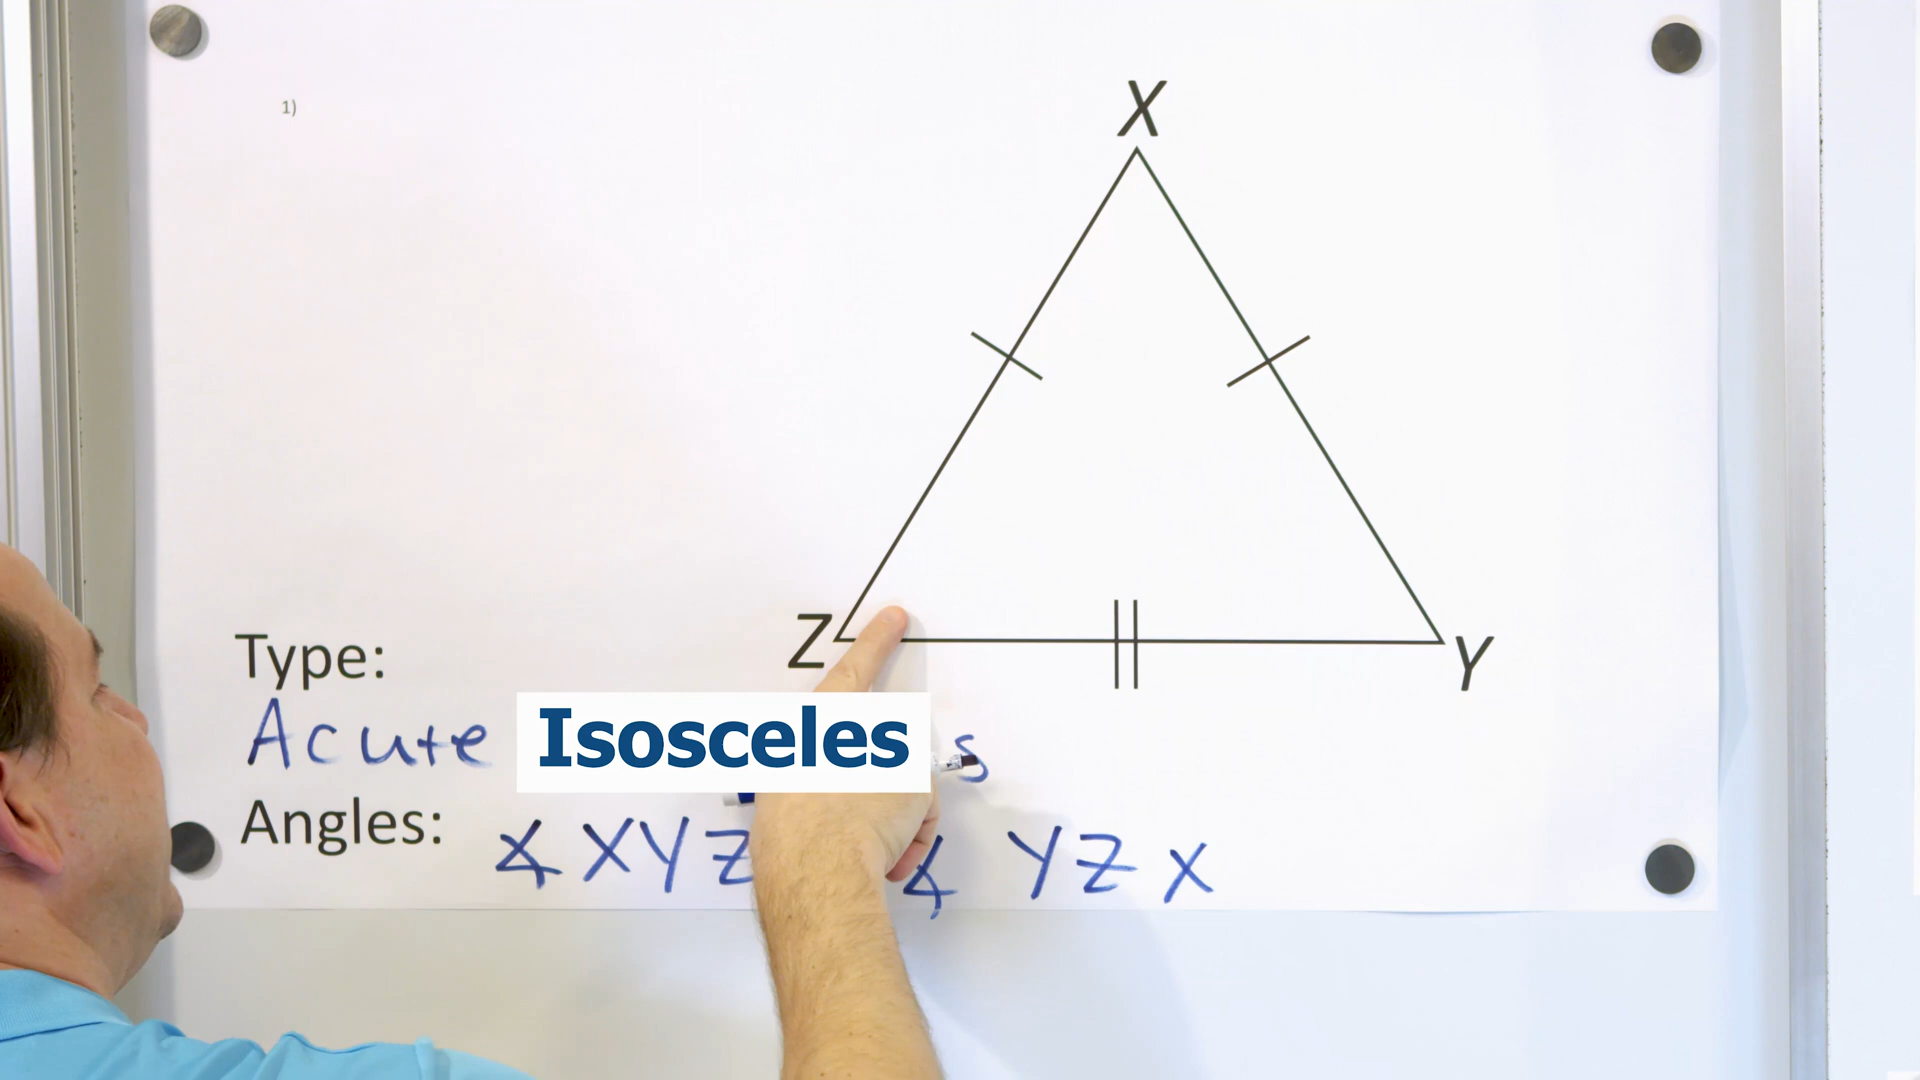 1)
X
Z
Y
Type:
Acute Isosceles s
Angles: ∡XYZ ∡YZX